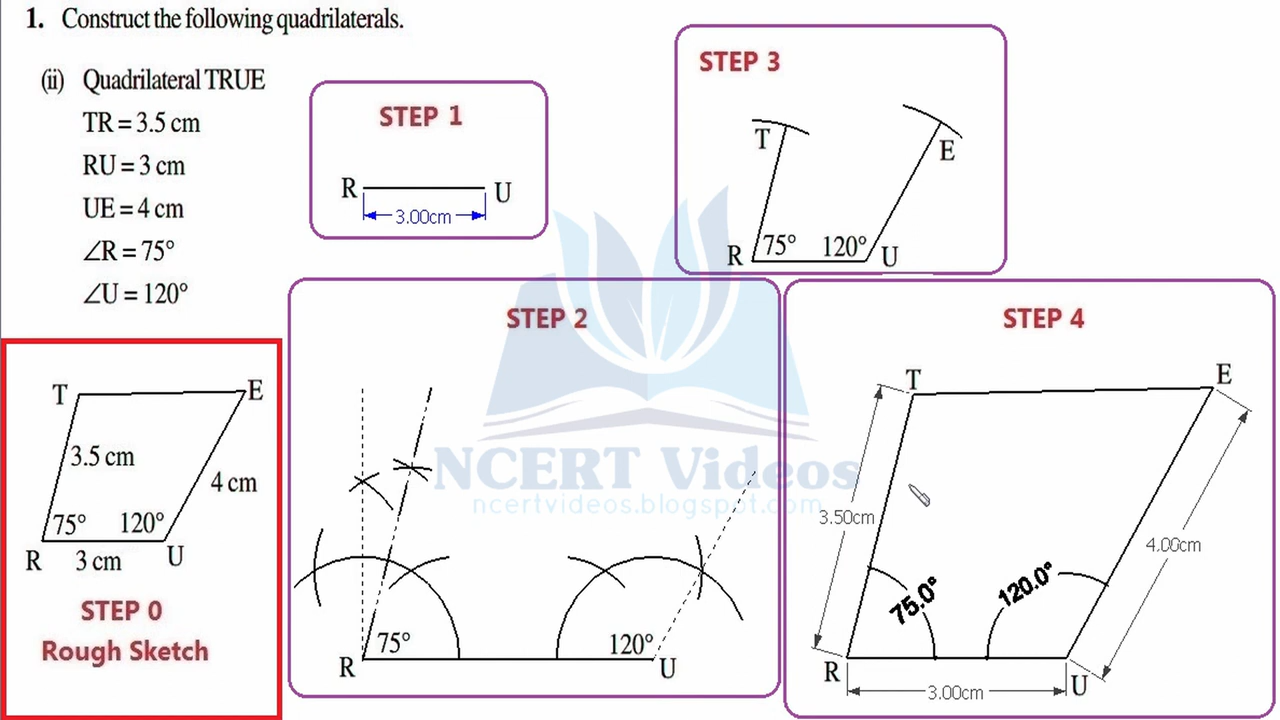 1. Construct the following quadrilaterals.
(ii) Quadrilateral TRUE
TR = 3.5 cm
RU = 3 cm
UE = 4 cm
∠R = 75°
∠U = 120°
T E
3.5 cm
4 cm
75° 120°
R 3 cm U
STEP 0
Rough Sketch
STEP 1
R U
3.00cm
STEP 2
75° 120°
R U
STEP 3
T E
75° 120°
R U
STEP 4
T E
3.50cm
4.00cm
75.0° 120.0°
R U
3.00cm
NCERT Videos
ncertvideos.blogspot.com